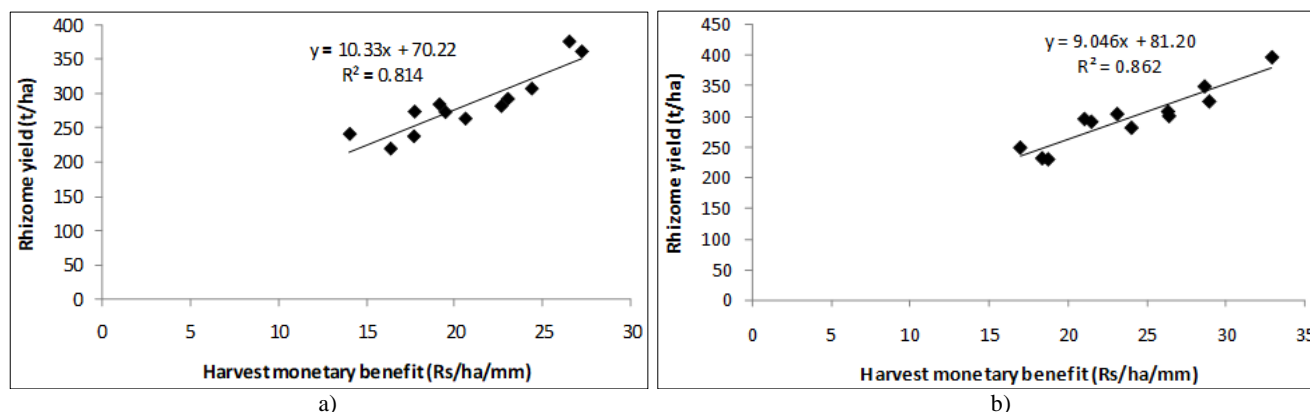 400
350
300
250
200
150
100
50
0
Rhizome yield (t/ha)
y = 10.33x + 70.22
R² = 0.814
0 5 10 15 20 25 30
Harvest monetary benefit (Rs/ha/mm)
a)
450
400
350
300
250
200
150
100
50
0
Rhizome yield (t/ha)
y = 9.046x + 81.20
R² = 0.862
0 5 10 15 20 25 30 35
Harvest monetary benefit (Rs/ha/mm)
b)